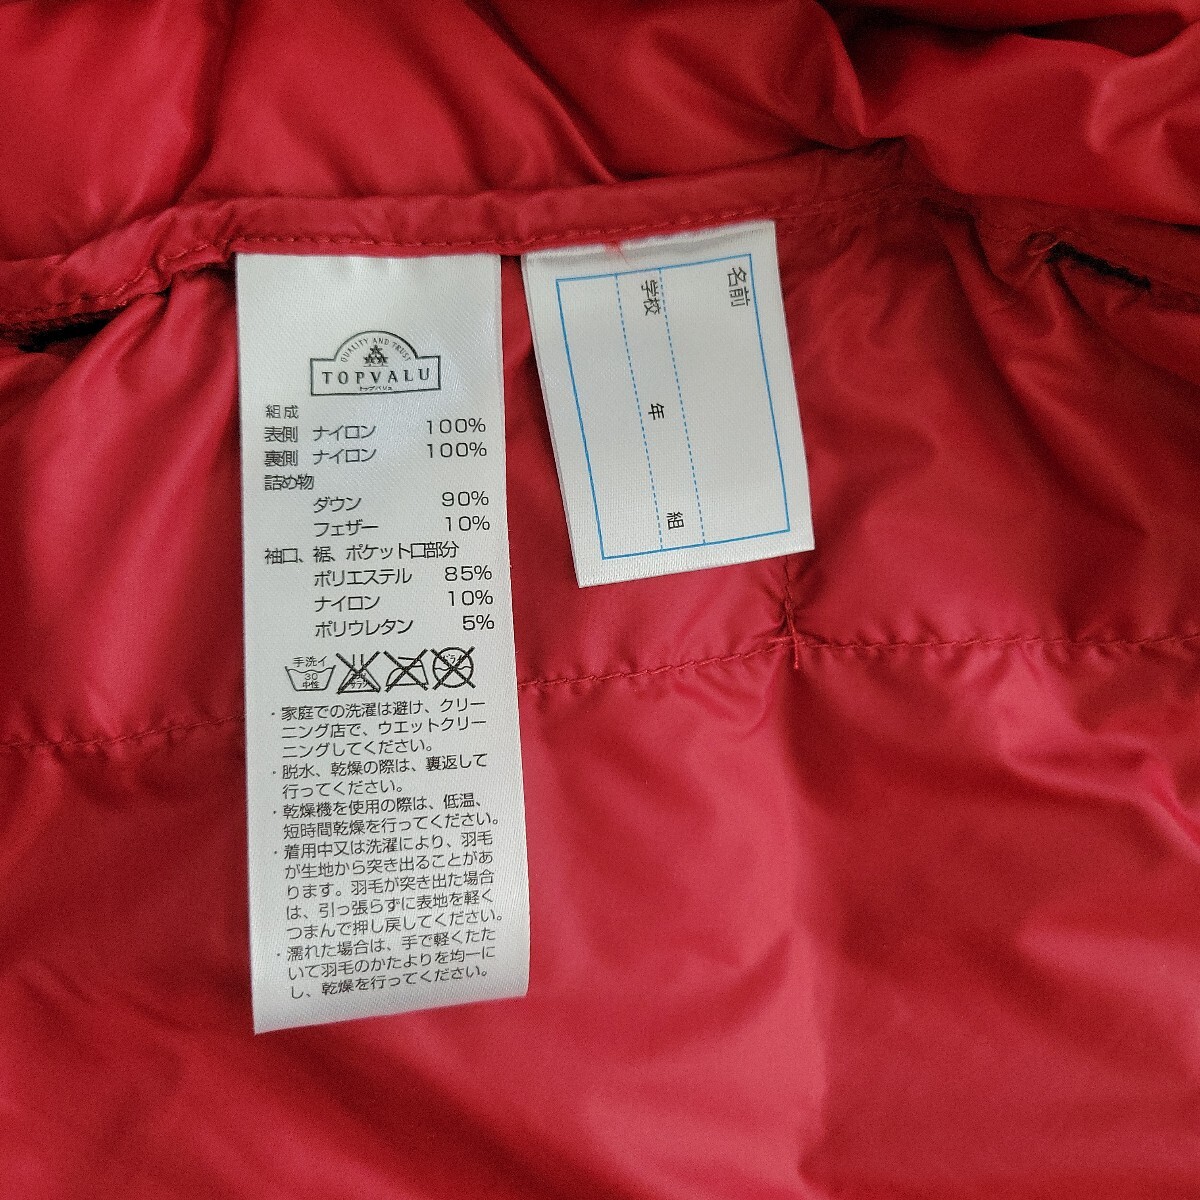 QUALITY AND TRUST
TOPVALU
トップバリュ
組成
表側 ナイロン 100%
裏側 ナイロン 100%
詰め物
ダウン 90%
フェザー 10%
袖口、裾、ポケット口部分
ポリエステル 85%
ナイロン 10%
ポリウレタン 5%
手洗イ
30
中性
ドライ
・家庭での洗濯は避け、クリー
ニング店で、ウエットクリー
ニングしてください。
・脱水、乾燥の際は、裏返して
行ってください。
・乾燥機を使用の際は、低温、
短時間乾燥を行ってください。
・着用中又は洗濯により、羽毛
が生地から突き出ることがあ
ります。羽毛が突き出た場合
は、引っ張らずに表地を軽く
つまんで押し戻してください。
・濡れた場合は、手で軽くたた
いて羽毛のかたよりを均一に
し、乾燥を行ってください。
名前
学校
年
組